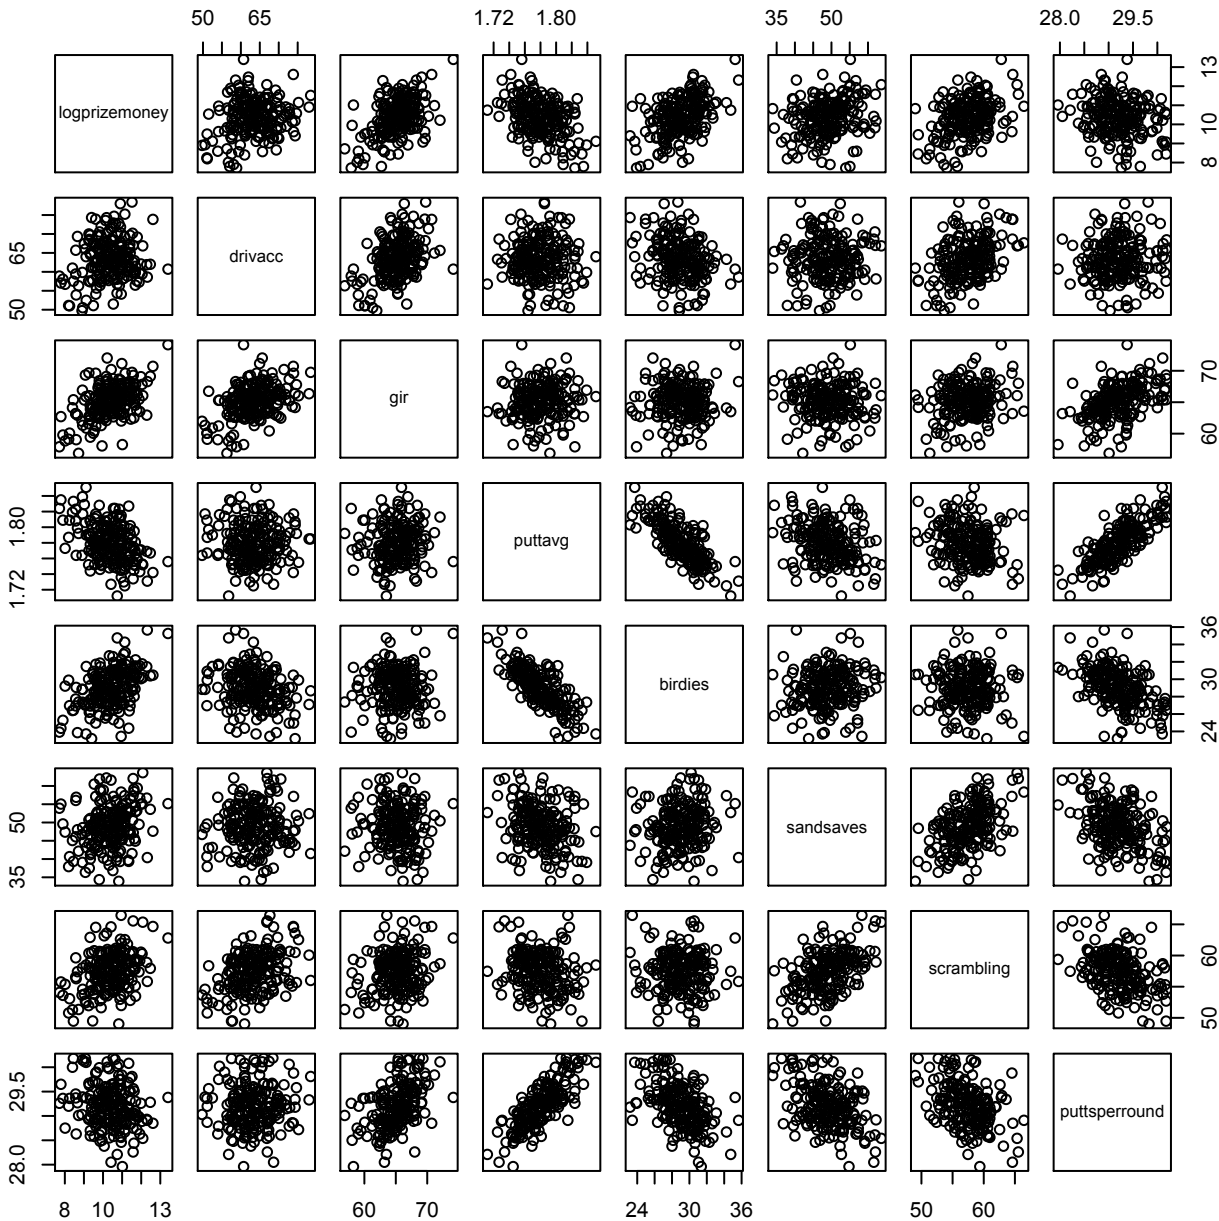 50 65 1.72 1.80 35 50 28.0 29.5
logprizemoney
8 10 13
50 65
drivacc
gir
60 70
1.72 1.80
puttavg
birdies
24 30 36
35 50
sandsaves
scrambling
50 60
28.0 29.5
puttsperround
8 10 13 60 70 24 30 36 50 60